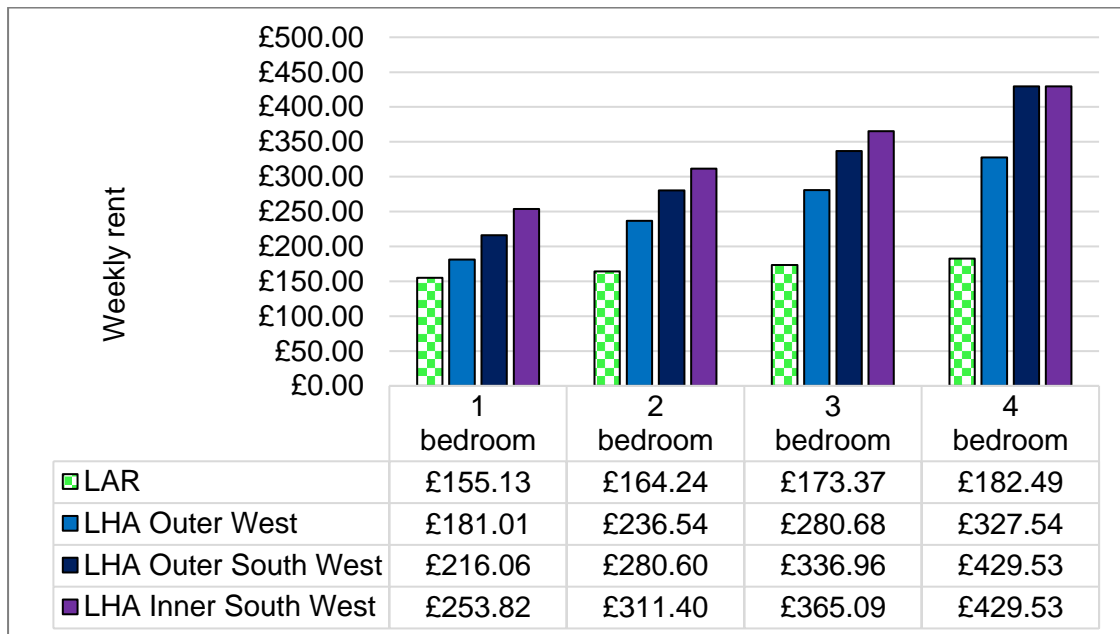 £500.00
£450.00
£400.00
£350.00
£300.00
£250.00
£200.00
£150.00
£100.00
£50.00
£0.00
Weekly rent
1 2 3 4
bedroom bedroom bedroom bedroom
LAR £155.13 £164.24 £173.37 £182.49
LHA Outer West £181.01 £236.54 £280.68 £327.54
LHA Outer South West £216.06 £280.60 £336.96 £429.53
LHA Inner South West £253.82 £311.40 £365.09 £429.53